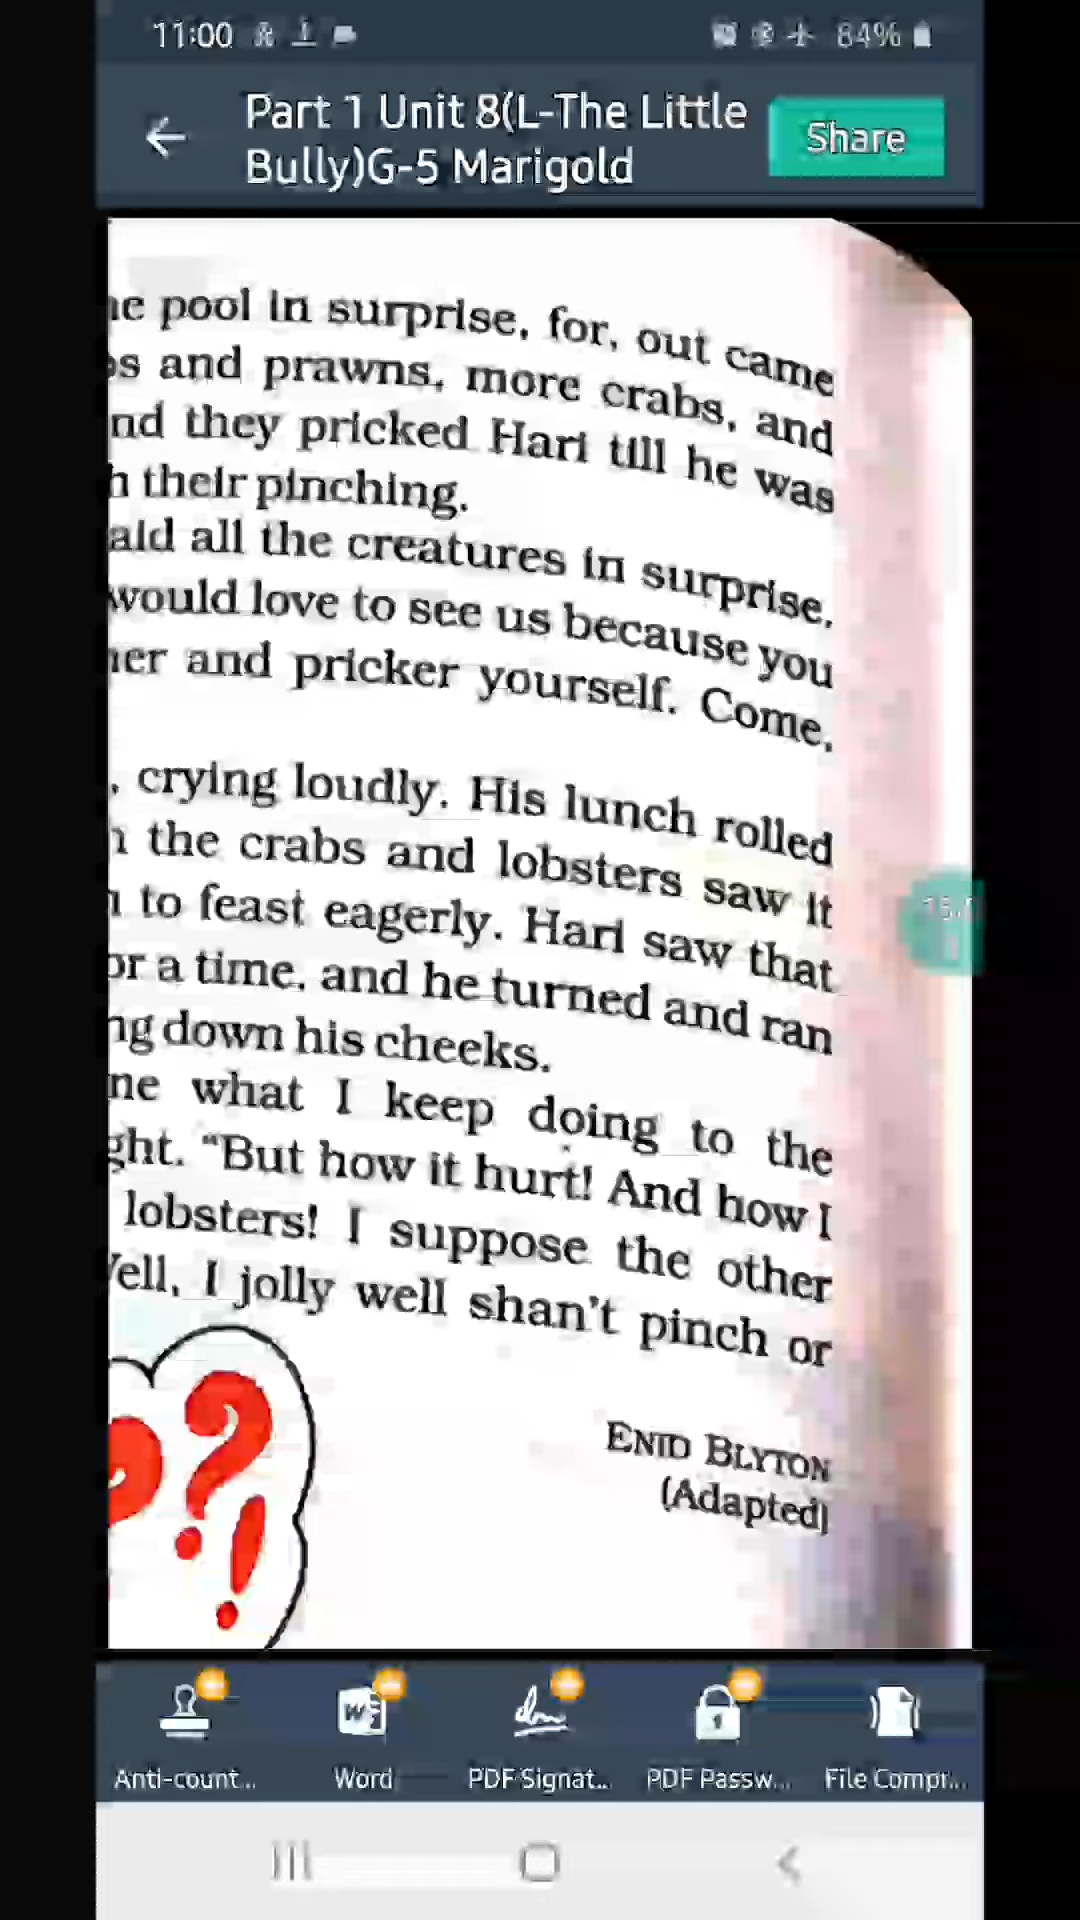 11:00
84%
Part 1 Unit 8(L-The Little
Bully)G-5 Marigold
Share
pool in surprise, for, out came
and prawns, more crabs, and
they pricked Hari till he was
their pinching.
all the creatures in surprise,
would love to see us because you
and pricker yourself. Come,
, crying loudly. His lunch rolled
the crabs and lobsters saw it
to feast eagerly. Hari saw that
a time, and he turned and ran
down his cheeks.
what I keep doing to the
"But how it hurt! And how I
lobsters! I suppose the other
I jolly well shan't pinch or
??!
ENID BLYTON
(Adapted)
Anti-count...
Word
PDF Signat...
PDF Passw...
File Compr...